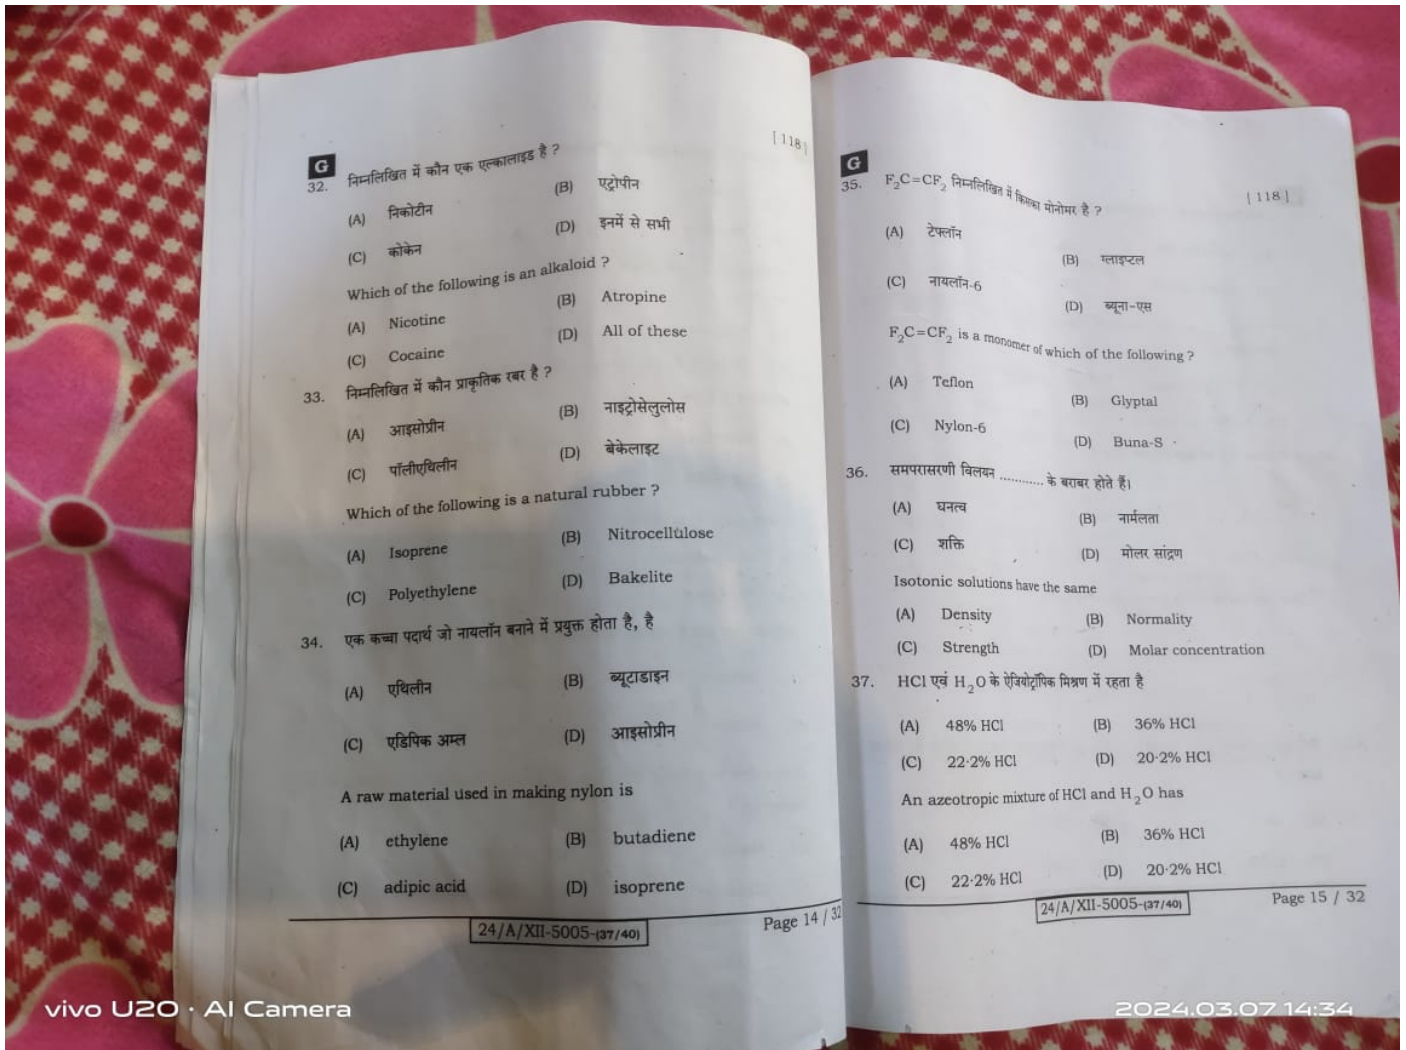 G
[ 118 ]
32. निम्नलिखित में कौन एक एल्कालाइड है ?
(A) निकोटीन (B) एट्रोपीन
(C) कोकेन (D) इनमें से सभी
Which of the following is an alkaloid ?
(A) Nicotine (B) Atropine
(C) Cocaine (D) All of these
33. निम्नलिखित में कौन प्राकृतिक रबर है ?
(A) आइसोप्रीन (B) नाइट्रोसेलुलोस
(C) पॉलीएथिलीन (D) बेकेलाइट
Which of the following is a natural rubber ?
(A) Isoprene (B) Nitrocellulose
(C) Polyethylene (D) Bakelite
34. एक कच्चा पदार्थ जो नायलॉन बनाने में प्रयुक्त होता है, है
(A) एथिलीन (B) ब्यूटाडाइन
(C) एडिपिक अम्ल (D) आइसोप्रीन
A raw material used in making nylon is
(A) ethylene (B) butadiene
(C) adipic acid (D) isoprene
24/A/XII-5005-(37/40) Page 14 / 32
G
[ 118 ]
35. F₂C=CF₂ निम्नलिखित में किसका मोनोमर है ?
(A) टेफ्लॉन (B) ग्लाइप्टल
(C) नायलॉन-6 (D) ब्यूना-एस
F₂C=CF₂ is a monomer of which of the following ?
(A) Teflon (B) Glyptal
(C) Nylon-6 (D) Buna-S
36. समपरासरणी विलयन ............ के बराबर होते हैं।
(A) घनत्व (B) नार्मलता
(C) शक्ति (D) मोलर सांद्रण
Isotonic solutions have the same
(A) Density (B) Normality
(C) Strength (D) Molar concentration
37. HCl एवं H₂O के ऐजियोट्रॉपिक मिश्रण में रहता है
(A) 48% HCl (B) 36% HCl
(C) 22·2% HCl (D) 20·2% HCl
An azeotropic mixture of HCl and H₂O has
(A) 48% HCl (B) 36% HCl
(C) 22·2% HCl (D) 20·2% HCl
24/A/XII-5005-(37/40) Page 15 / 32
vivo U20 · AI Camera
2024.03.07 14:34